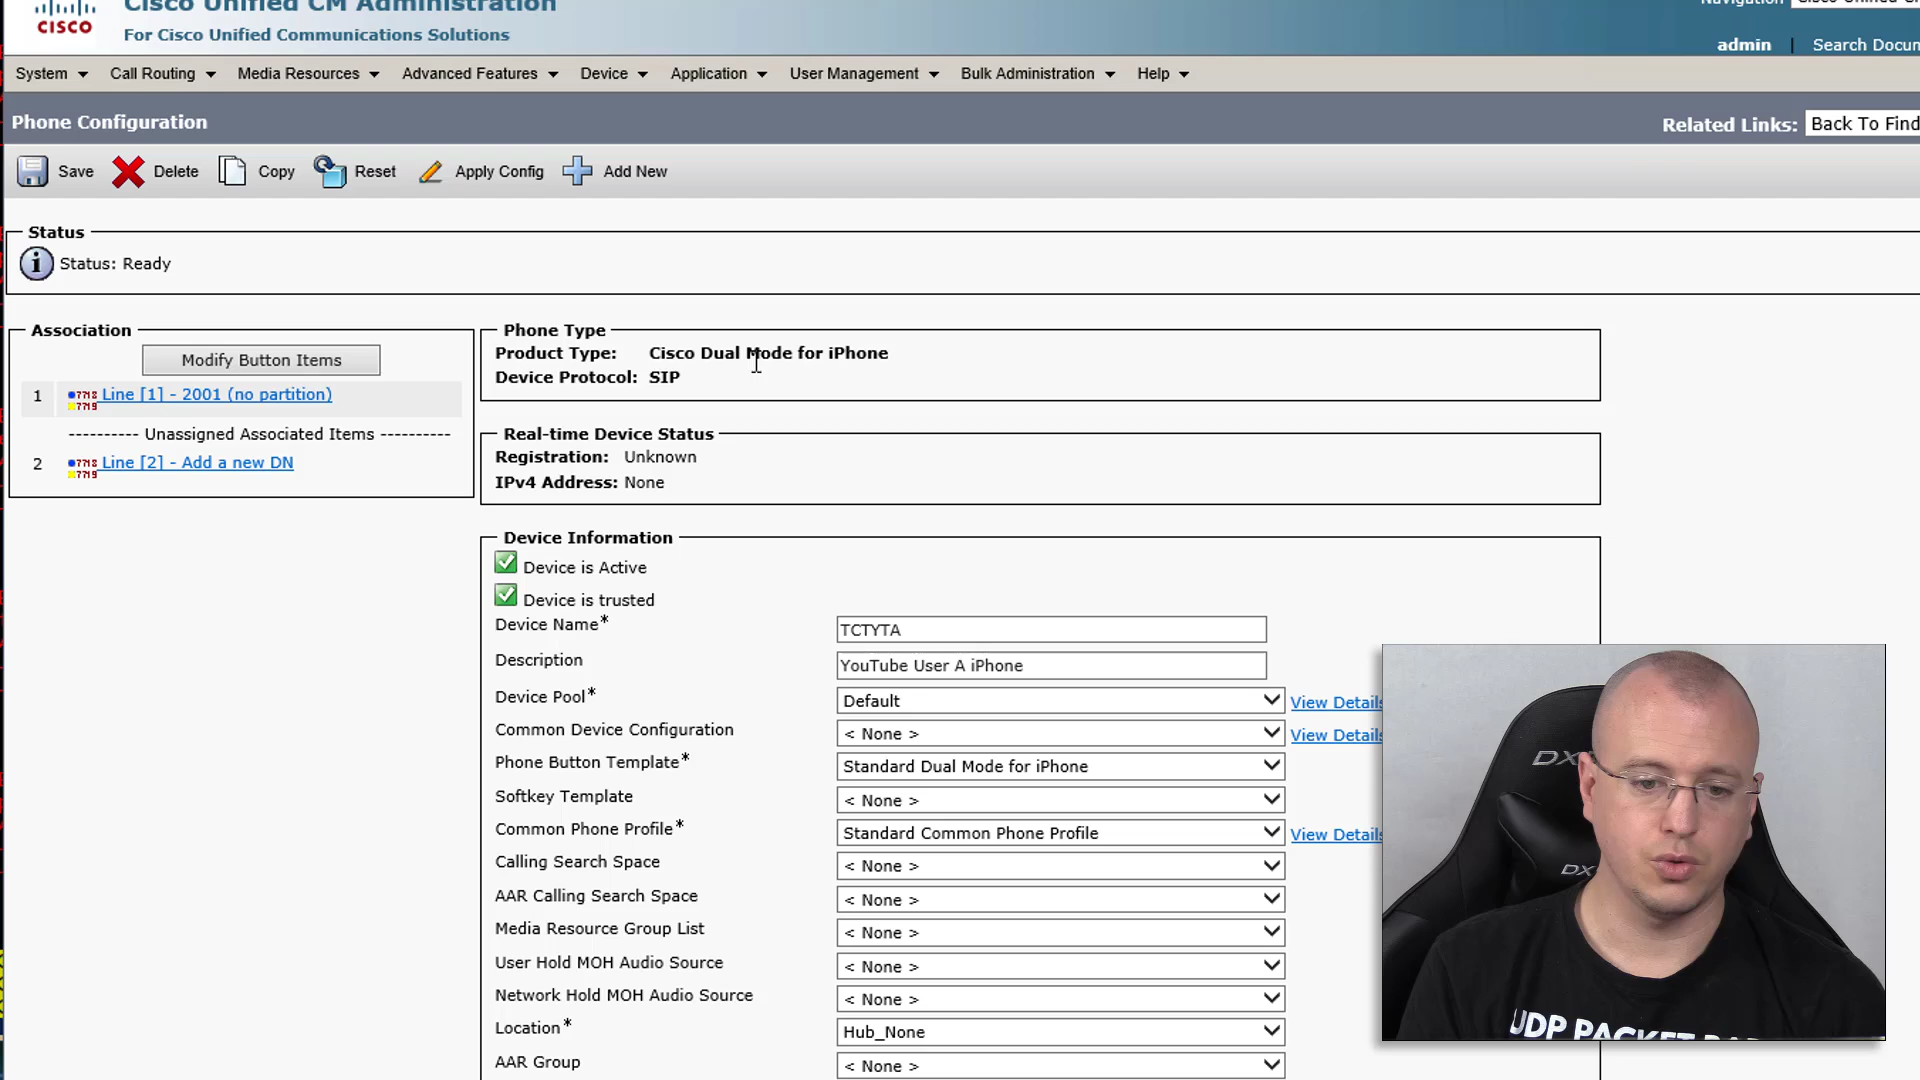 Cisco Unified CM Administration
CISCO For Cisco Unified Communications Solutions
Navigation
admin | Search Docum
System Call Routing Media Resources Advanced Features Device Application User Management Bulk Administration Help
Phone Configuration
Related Links: Back To Find
Save Delete Copy Reset Apply Config Add New
Status
Status: Ready
Association
Modify Button Items
1 Line [1] - 2001 (no partition)
---------- Unassigned Associated Items ----------
2 Line [2] - Add a new DN
Phone Type
Product Type: Cisco Dual Mode for iPhone
Device Protocol: SIP
Real-time Device Status
Registration: Unknown
IPv4 Address: None
Device Information
Device is Active
Device is trusted
Device Name* TCTYTA
Description YouTube User A iPhone
Device Pool* Default View Details
Common Device Configuration < None > View Details
Phone Button Template* Standard Dual Mode for iPhone
Softkey Template < None >
Common Phone Profile* Standard Common Phone Profile View Details
Calling Search Space < None >
AAR Calling Search Space < None >
Media Resource Group List < None >
User Hold MOH Audio Source < None >
Network Hold MOH Audio Source < None >
Location* Hub_None
AAR Group < None >
UDP PACKET